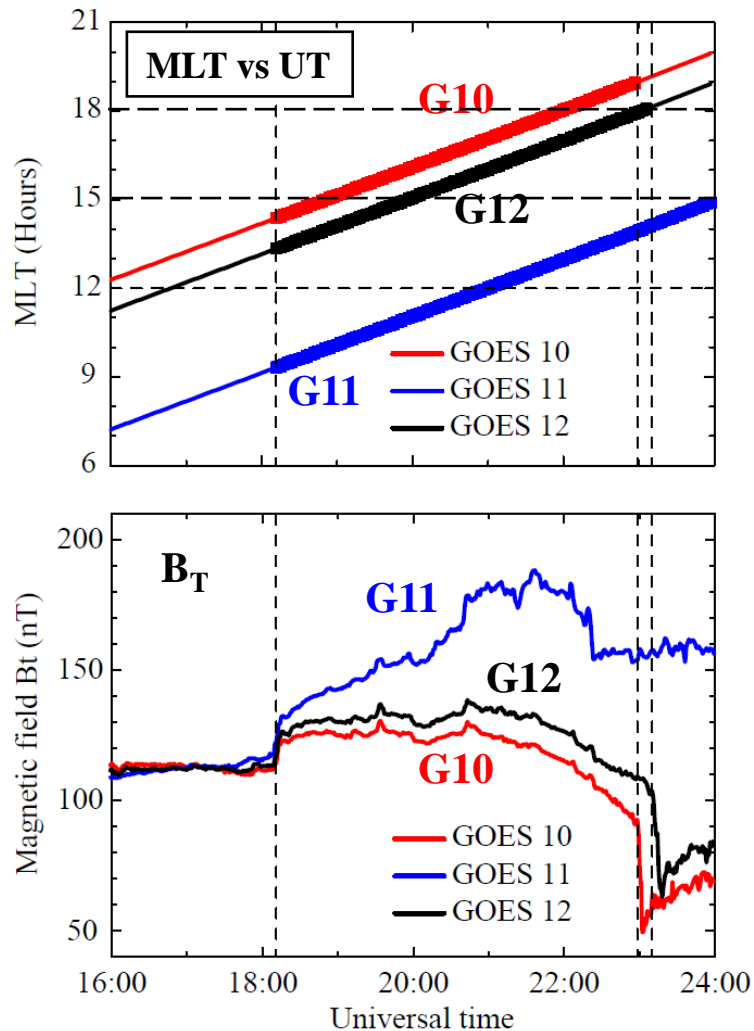 21
MLT vs UT
G10
18
15
G12
MLT (Hours)
12
GOES 10
9
G11
GOES 11
GOES 12
6
200
B_T
G11
Magnetic field Bt (nT)
150
G12
100
G10
GOES 10
GOES 11
GOES 12
50
16:00 18:00 20:00 22:00 24:00
Universal time